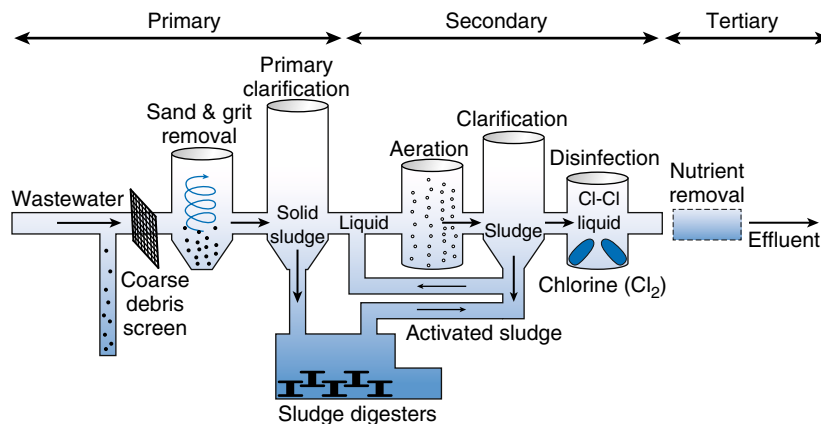 Primary
Secondary
Tertiary
Primary
clarification
Sand & grit
removal
Clarification
Aeration
Disinfection
Nutrient
removal
Wastewater
Solid
sludge
Liquid
Sludge
Cl-Cl
liquid
Effluent
Coarse
debris
screen
Chlorine (Cl₂)
Activated sludge
Sludge digesters